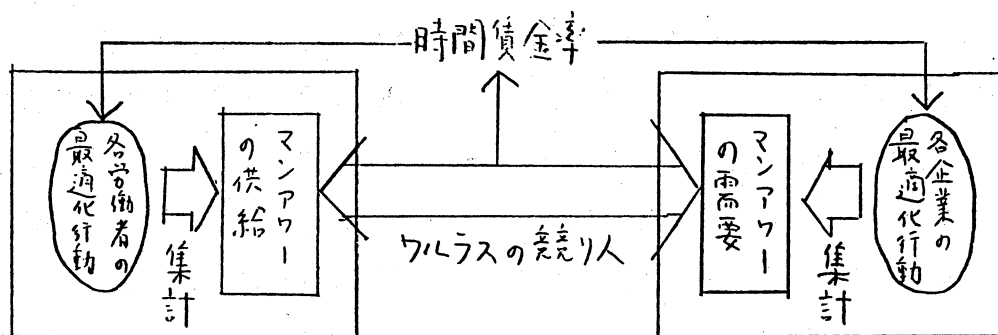 時間賃金率
各労働者の
最適化行動
集計
マンアワー
の供給
ワルラスの競り人
マンアワー
の需要
集計
各企業の
最適化行動